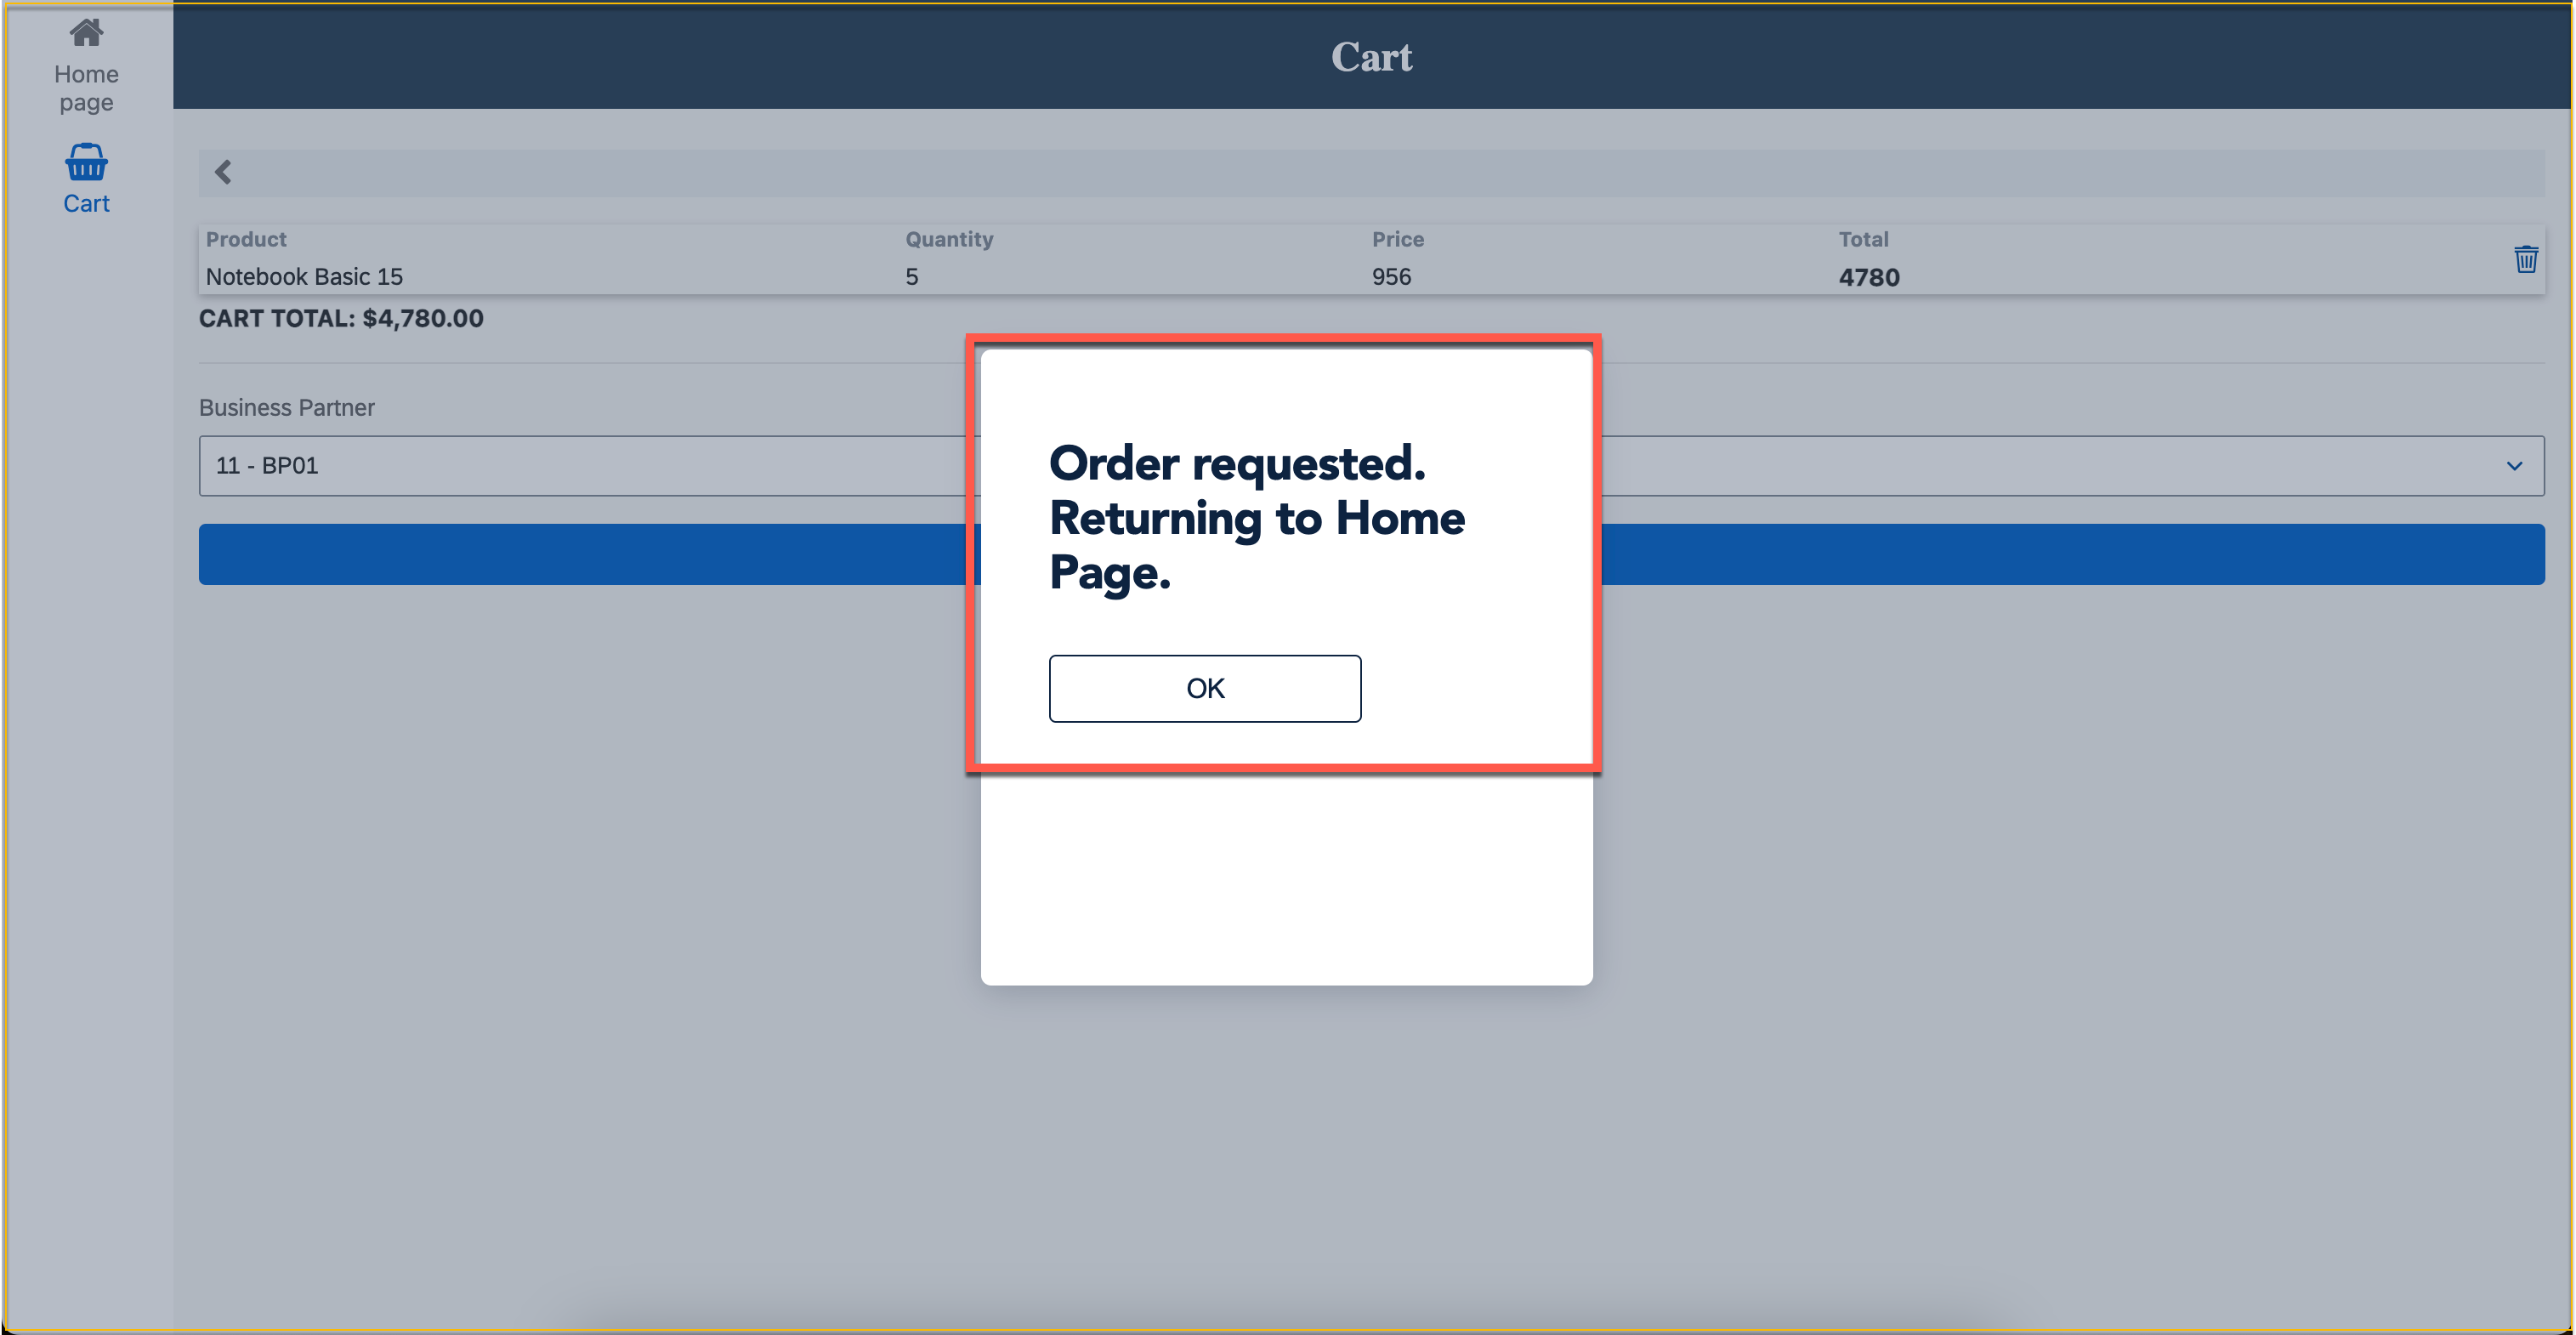 Home
page
Cart
Cart
Product Quantity Price Total
Notebook Basic 15 5 956 4780
CART TOTAL: $4,780.00
Business Partner
11 - BP01
Order requested.
Returning to Home
Page.
OK